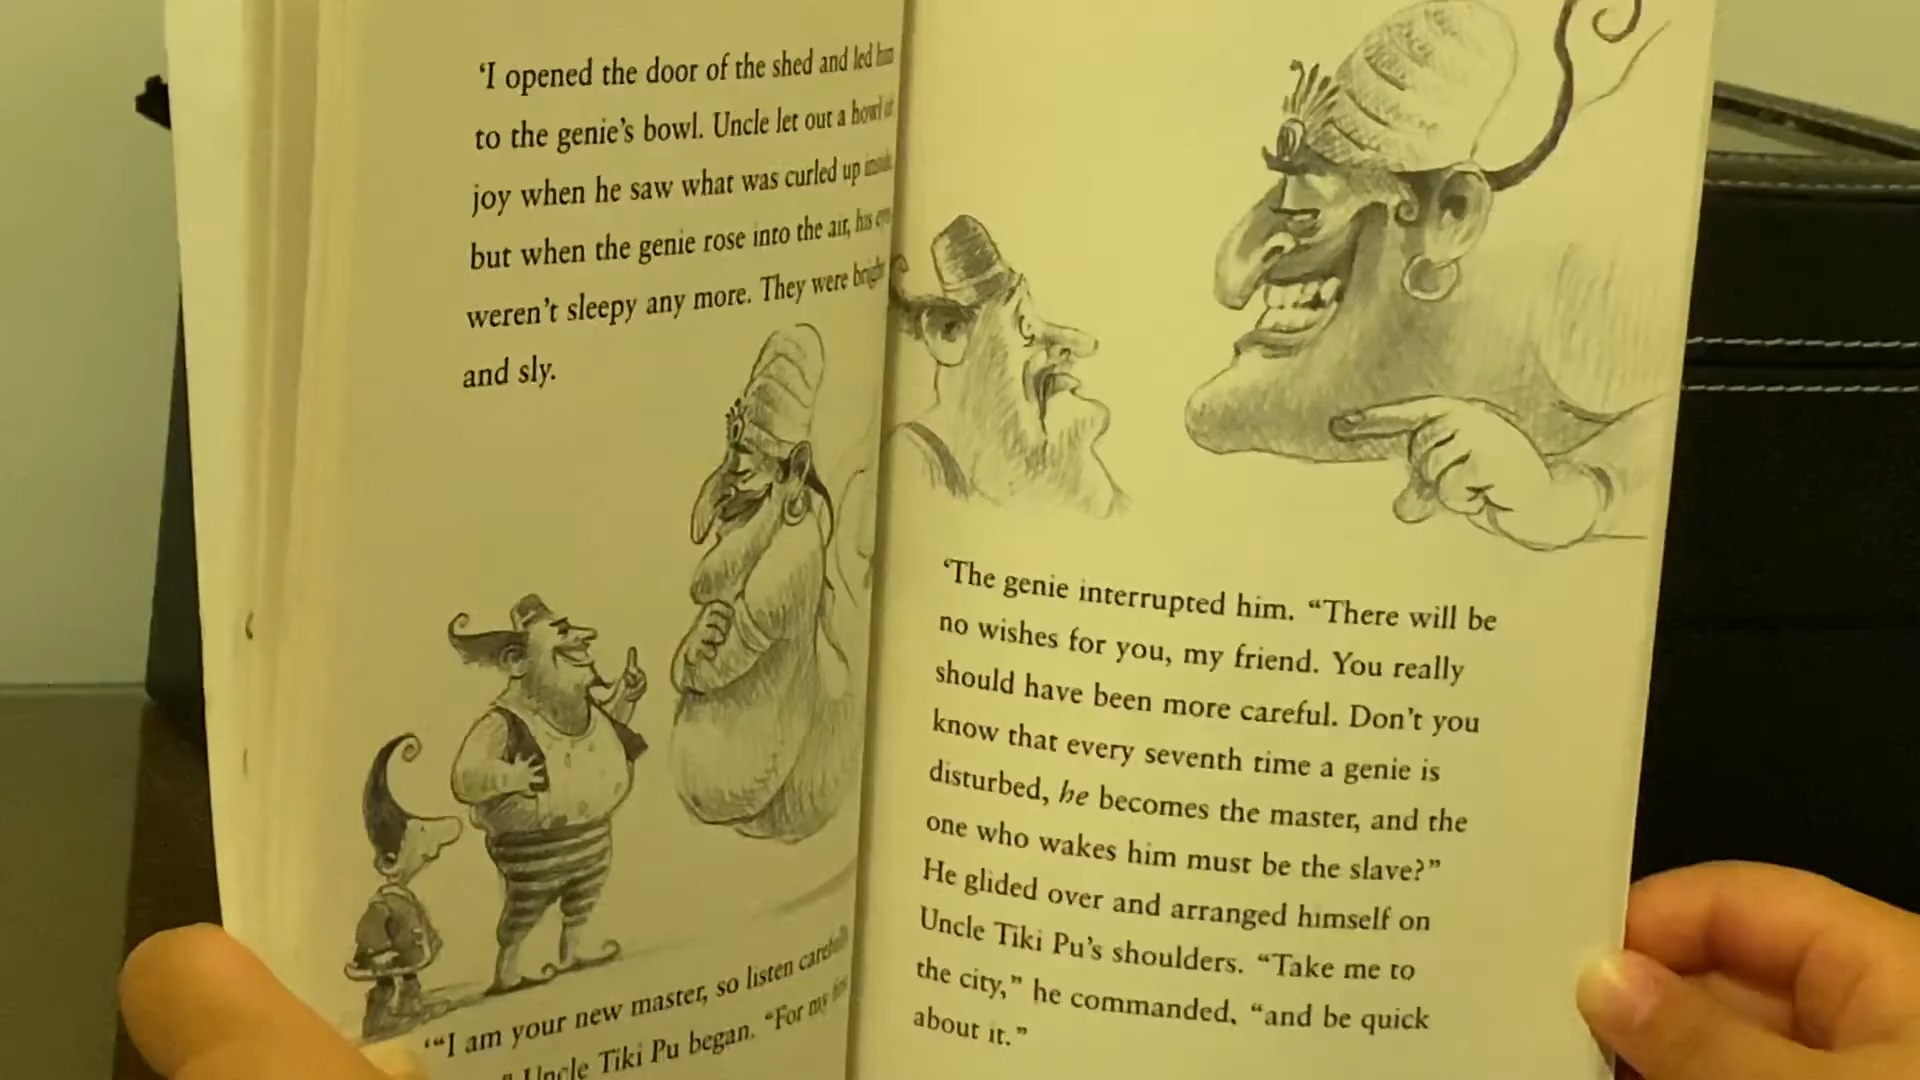 ‘I opened the door of the shed and led him
to the genie’s bowl. Uncle let out a howl of
joy when he saw what was curled up inside
but when the genie rose into the air, his eyes
weren’t sleepy any more. They were bright
and sly.
‘“I am your new master, so listen carefully
Uncle Tiki Pu began. “For my
‘The genie interrupted him. “There will be
no wishes for you, my friend. You really
should have been more careful. Don’t you
know that every seventh time a genie is
disturbed, he becomes the master, and the
one who wakes him must be the slave?”
He glided over and arranged himself on
Uncle Tiki Pu’s shoulders. “Take me to
the city,” he commanded, “and be quick
about it.”